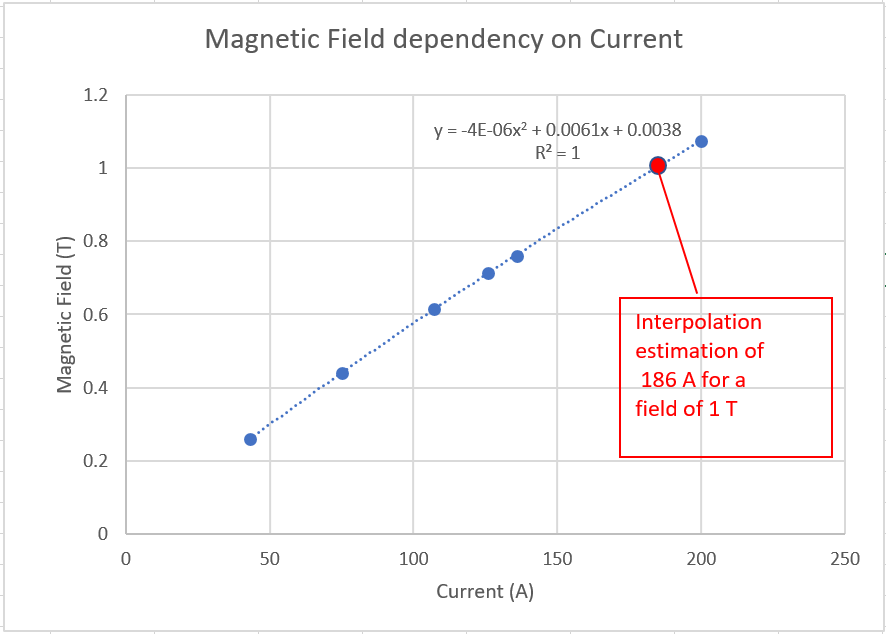 Magnetic Field dependency on Current
y = -4E-06x² + 0.0061x + 0.0038
R² = 1
1.2
1
0.8
0.6
0.4
0.2
0
Magnetic Field (T)
Interpolation
estimation of
186 A for a
field of 1 T
0 50 100 150 200 250
Current (A)